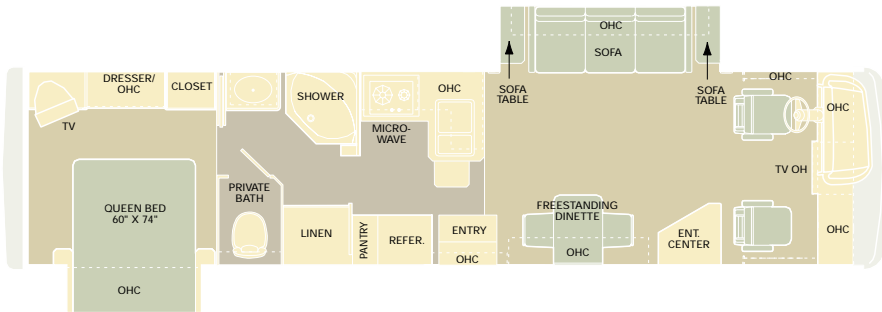 DRESSER/
OHC
CLOSET
TV
QUEEN BED
60" X 74"
OHC
PRIVATE
BATH
SHOWER
LINEN
PANTRY
REFER.
MICRO-
WAVE
OHC
ENTRY
OHC
OHC
SOFA
SOFA
TABLE
SOFA
TABLE
FREESTANDING
DINETTE
OHC
ENT.
CENTER
OHC
OHC
TV OH
OHC